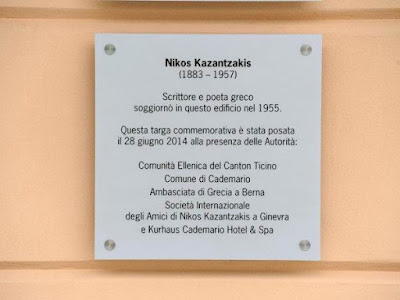 Nikos Kazantzakis
(1883 – 1957)
Scrittore e poeta greco
soggiornò in questo edificio nel 1955.
Questa targa commemorativa è stata posata
il 28 giugno 2014 alla presenza delle Autorità:
Comunità Ellenica del Canton Ticino
Comune di Cademario
Ambasciata di Grecia a Berna
Società Internazionale
degli Amici di Nikos Kazantzakis a Ginevra
e Kurhaus Cademario Hotel & Spa